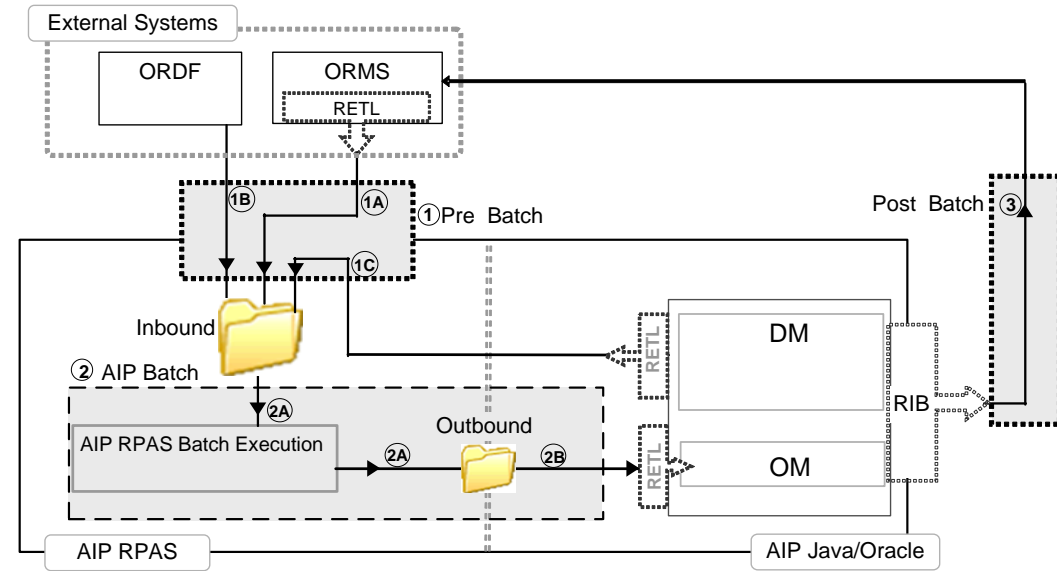 External Systems
ORDF
ORMS
RETL
1B
1A
1 Pre Batch
Post Batch
3
1C
Inbound
RETL
DM
2 AIP Batch
2A
RIB
AIP RPAS Batch Execution
Outbound
2A
2B
RETL
OM
AIP RPAS
AIP Java/Oracle